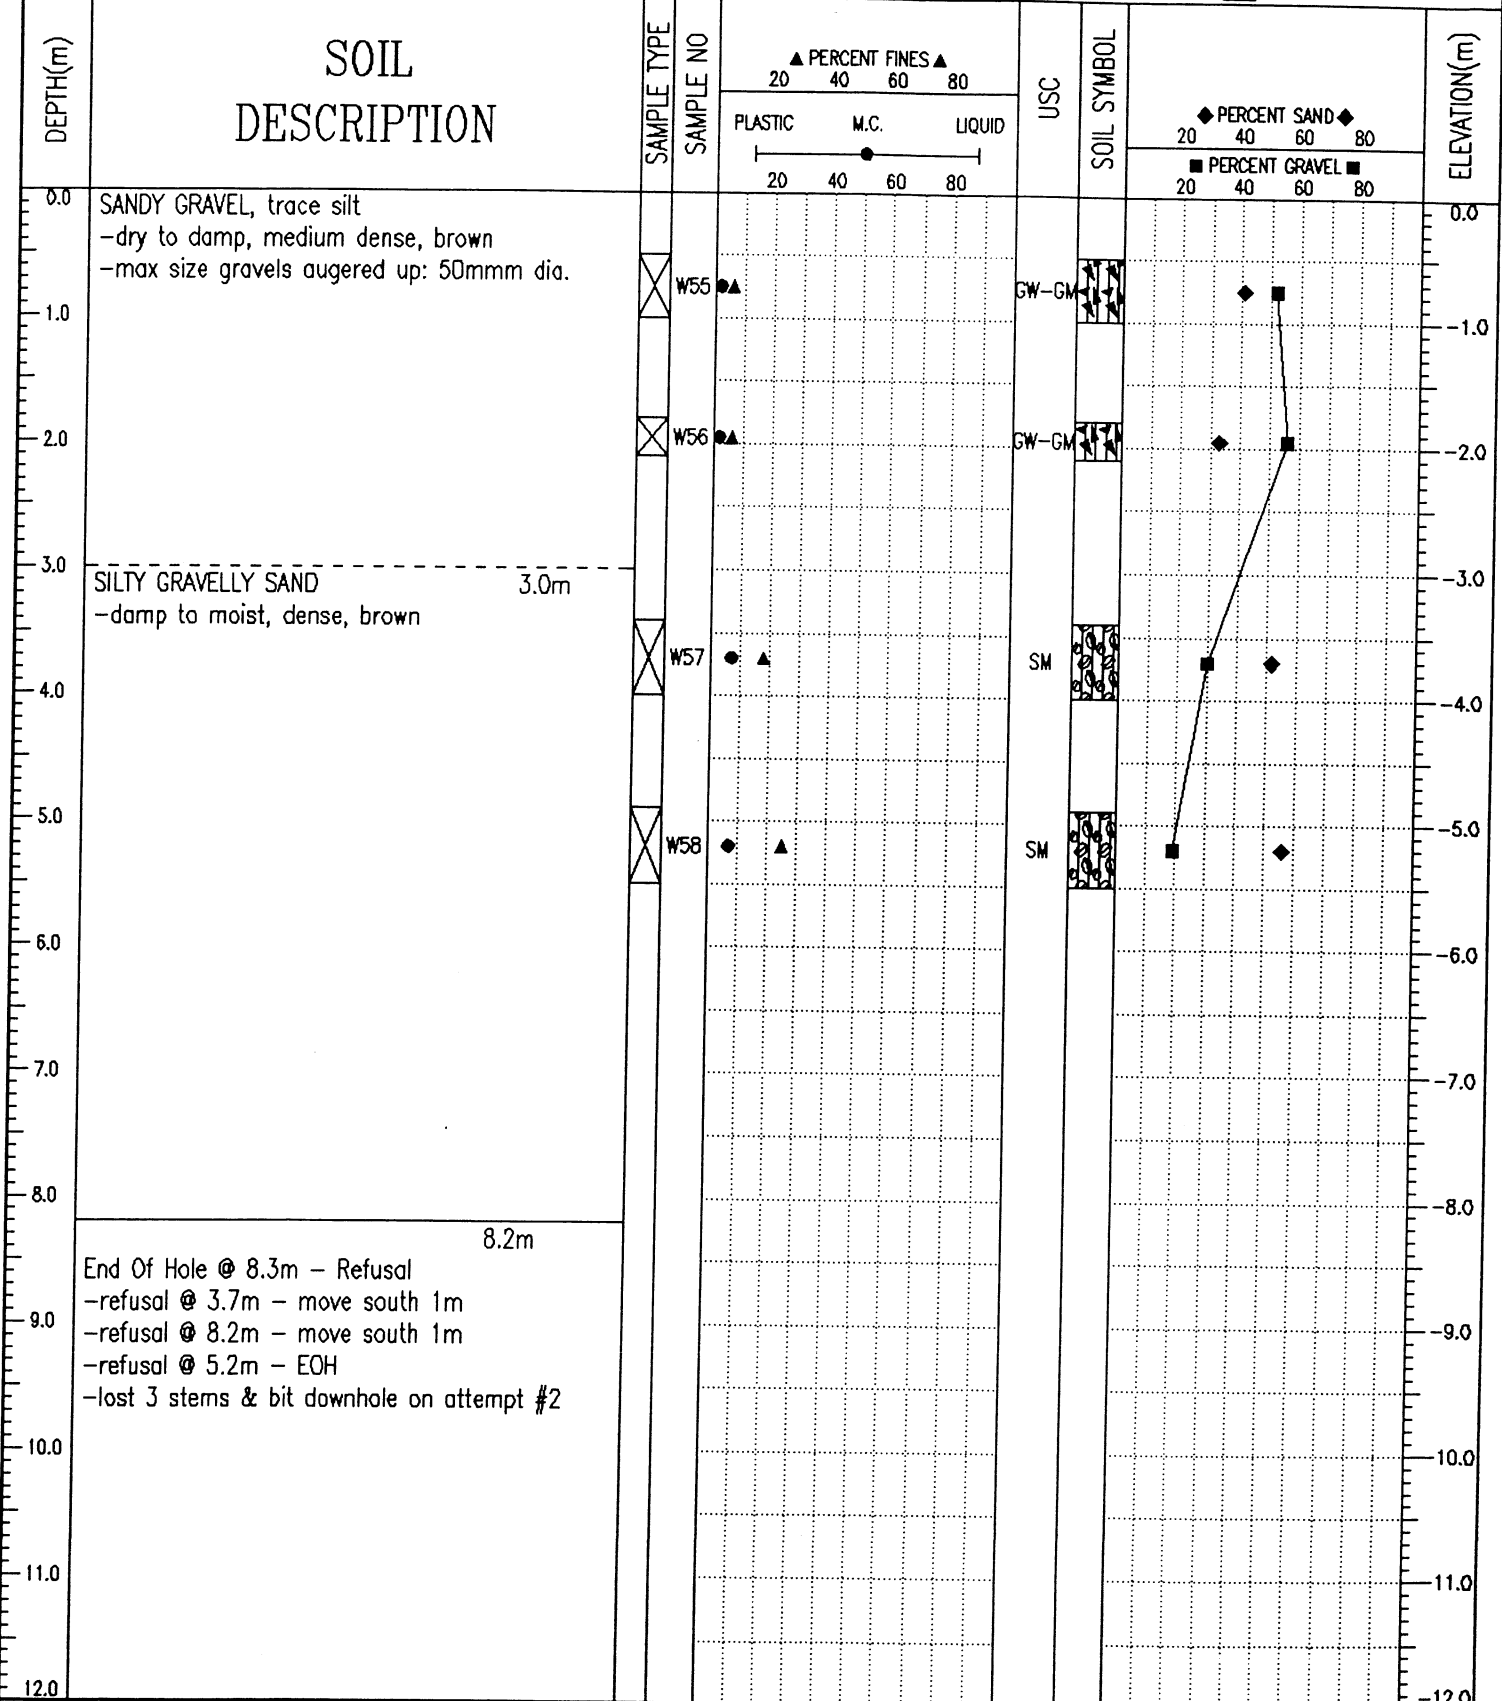 DEPTH(m)
SOIL
DESCRIPTION
SAMPLE TYPE
SAMPLE NO
▲ PERCENT FINES ▲
20 40 60 80
PLASTIC M.C. LIQUID
20 40 60 80
USC
SOIL SYMBOL
◆ PERCENT SAND ◆
20 40 60 80
■ PERCENT GRAVEL ■
20 40 60 80
ELEVATION(m)
0.0
SANDY GRAVEL, trace silt
-dry to damp, medium dense, brown
-max size gravels augered up: 50mmm dia.
0.0
W55 GW-GM
1.0
-1.0
W56 GW-GM
2.0
-2.0
3.0
SILTY GRAVELLY SAND 3.0m
-damp to moist, dense, brown
-3.0
W57 SM
4.0
-4.0
5.0
-5.0
W58 SM
6.0
-6.0
7.0
-7.0
8.0
-8.0
8.2m
End Of Hole @ 8.3m - Refusal
-refusal @ 3.7m - move south 1m
-refusal @ 8.2m - move south 1m
-refusal @ 5.2m - EOH
-lost 3 stems & bit downhole on attempt #2
9.0
-9.0
10.0
-10.0
11.0
-11.0
12.0
-12.0